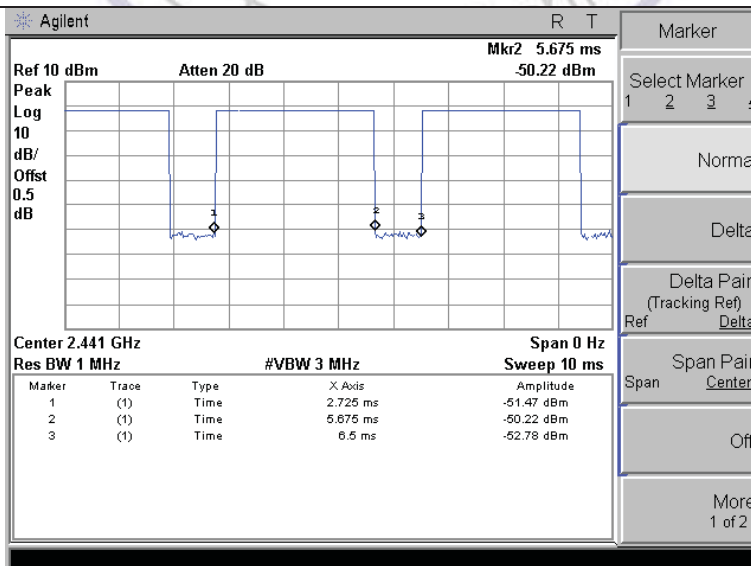 Agilent R T
Mkr2 5.675 ms
Ref 10 dBm Atten 20 dB -50.22 dBm
Peak
Log
10
dB/
Offst
0.5
dB
1 2 3
Center 2.441 GHz Span 0 Hz
Res BW 1 MHz #VBW 3 MHz Sweep 10 ms
Marker Trace Type X Axis Amplitude
1 (1) Time 2.725 ms -51.47 dBm
2 (1) Time 5.675 ms -50.22 dBm
3 (1) Time 6.5 ms -52.78 dBm
Marker
Select Marker
1 2 3
Norma
Delta
Delta Pair
(Tracking Ref)
Ref Delta
Span Pair
Span Center
Off
More
1 of 2